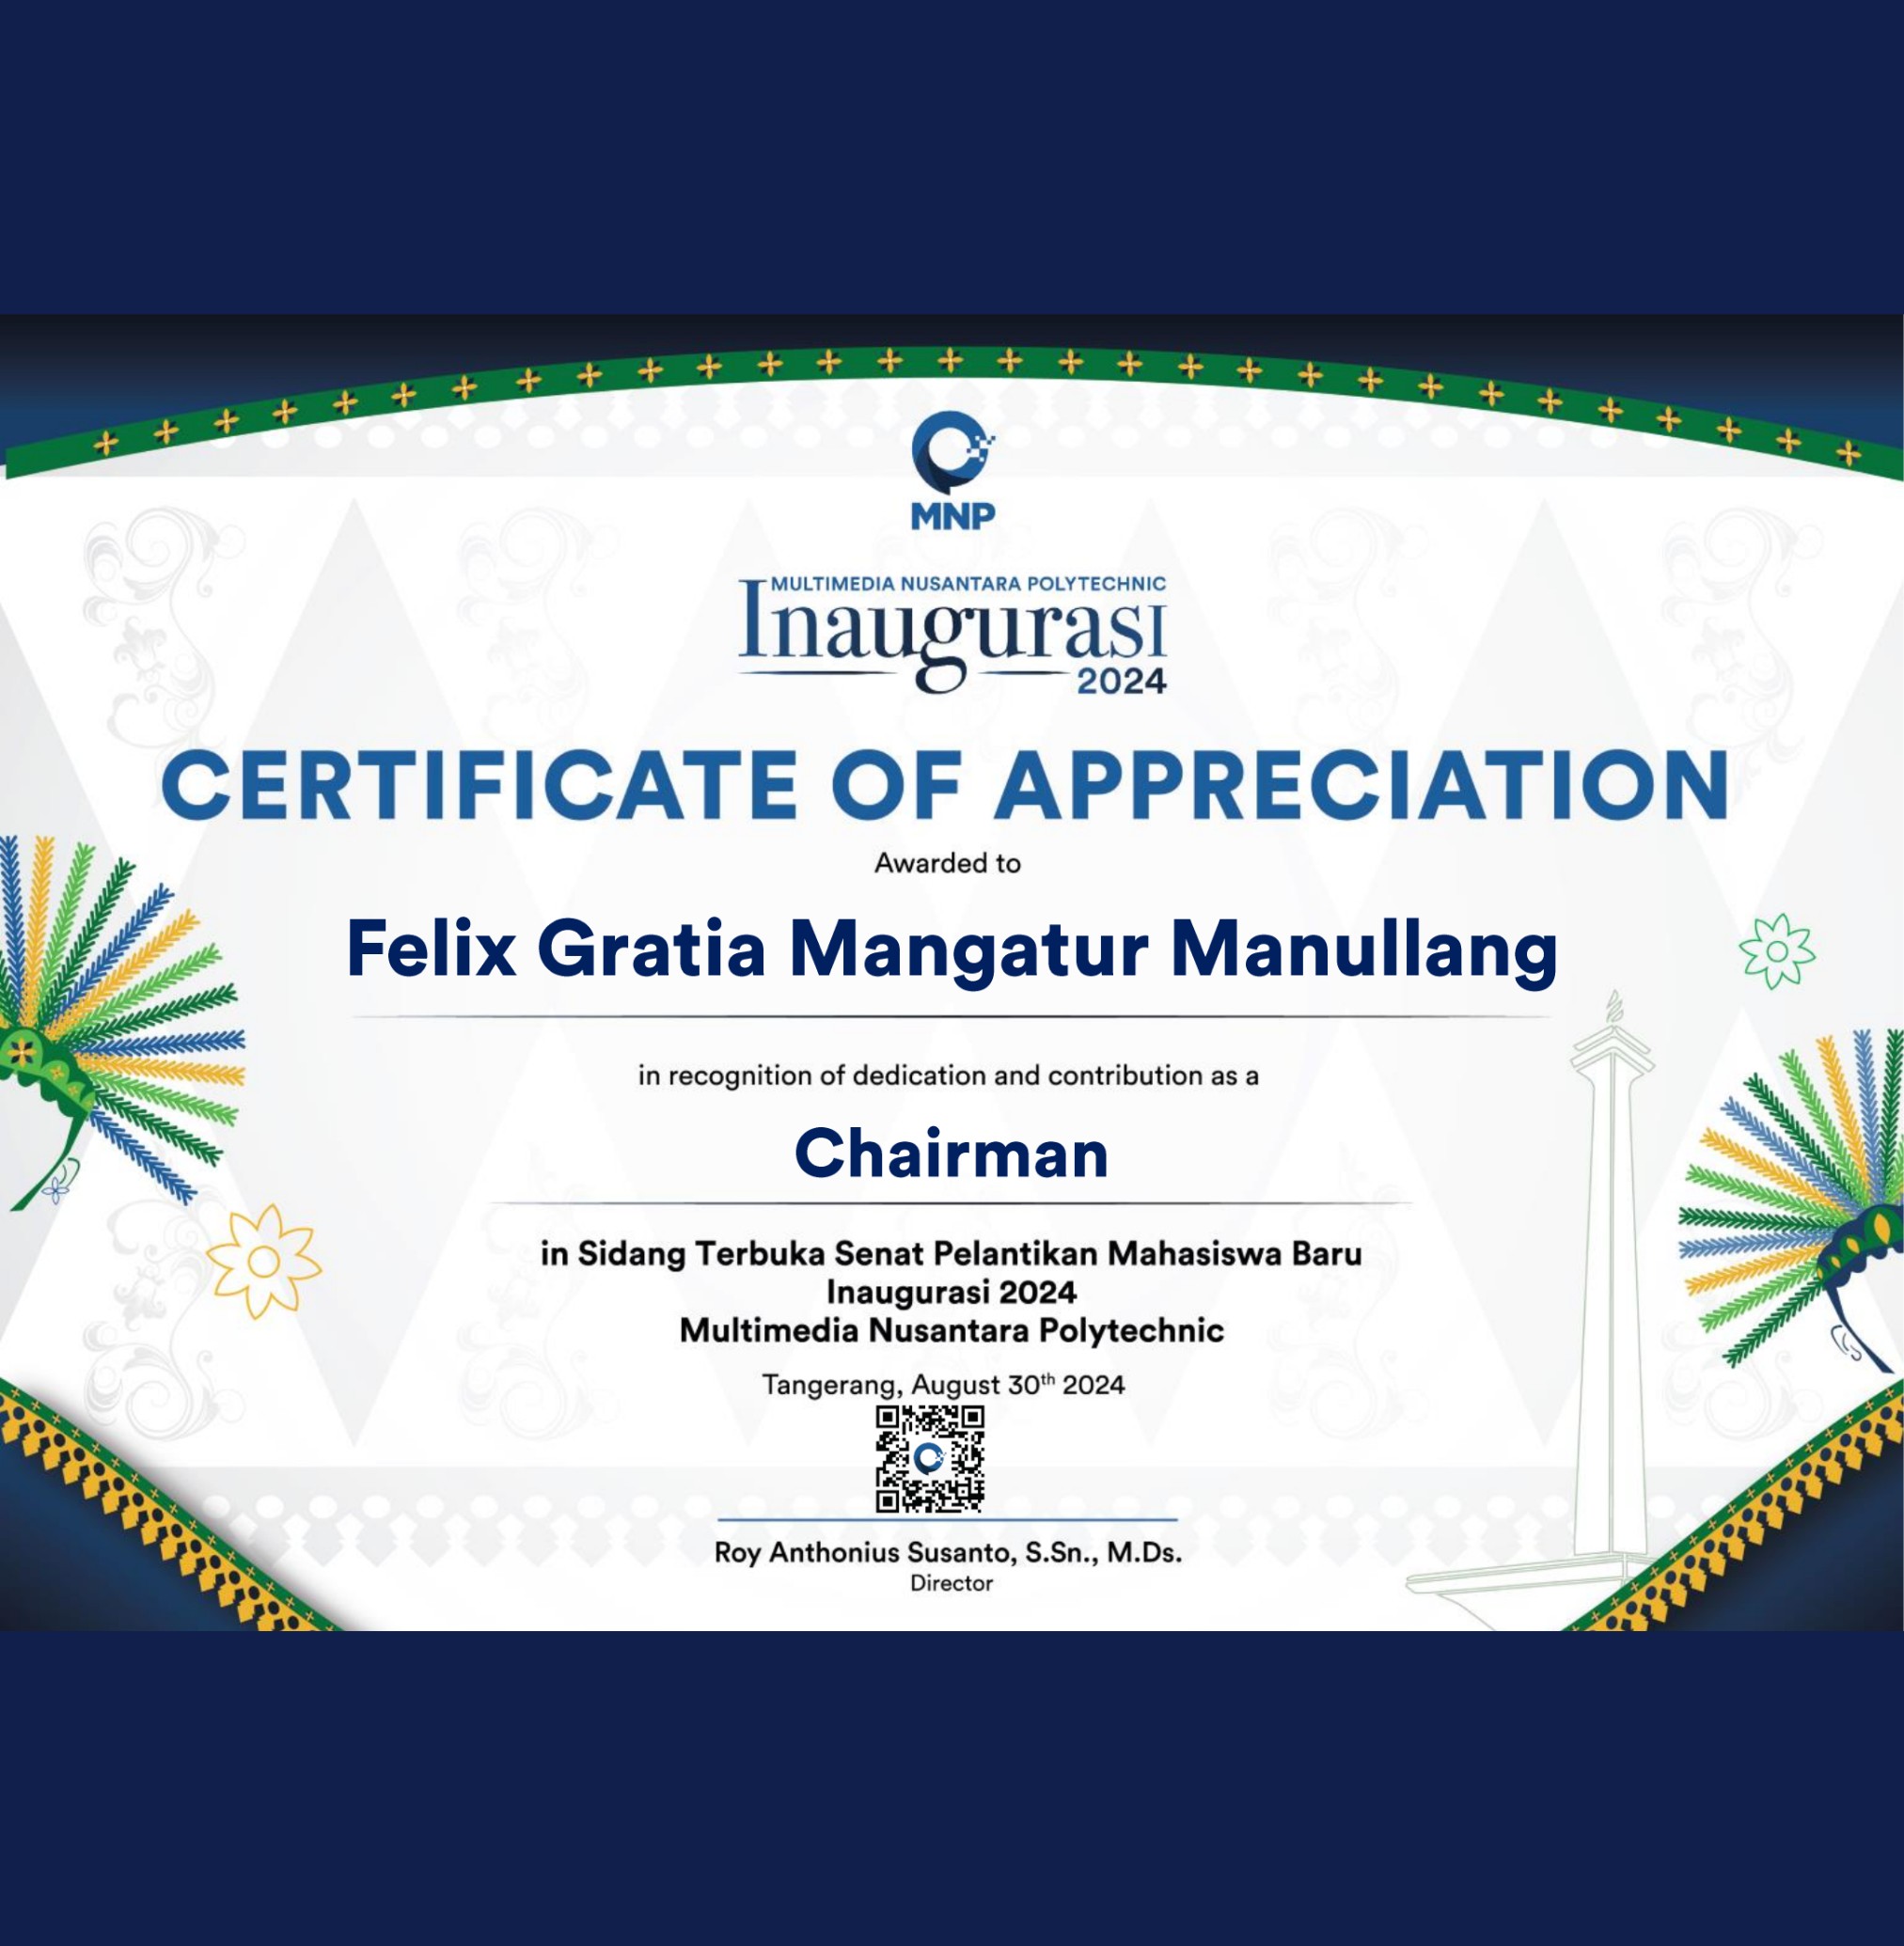 MNP
MULTIMEDIA NUSANTARA POLYTECHNIC
Inaugurasi
2024
CERTIFICATE OF APPRECIATION
Awarded to
Felix Gratia Mangatur Manullang
in recognition of dedication and contribution as a
Chairman
in Sidang Terbuka Senat Pelantikan Mahasiswa Baru
Inaugurasi 2024
Multimedia Nusantara Polytechnic
Tangerang, August 30th 2024
Roy Anthonius Susanto, S.Sn., M.Ds.
Director